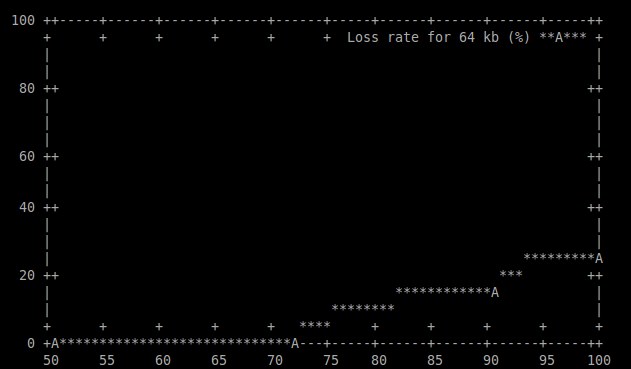 100 ++-----+------+------+------+------+-----+------+------+------+-----++
    +      +      +      +      +      +  Loss rate for 64 kb (%) **A*** +
    |                                                                    |
    |                                                                    |
 80 ++                                                                  ++
    |                                                                    |
    |                                                                    |
    |                                                                    |
 60 ++                                                                  ++
    |                                                                    |
    |                                                                    |
 40 ++                                                                  ++
    |                                                                    |
    |                                                                    |
    |                                                           *********A
 20 ++                                                       ***        ++
    |                                           ************A            |
    |                                   ********                         |
    +      +      +      +      +   ****     +      +      +      +      +
  0 +A*****************************A---+-----+------+------+------+-----++
    50     55     60     65     70     75    80     85     90     95    100